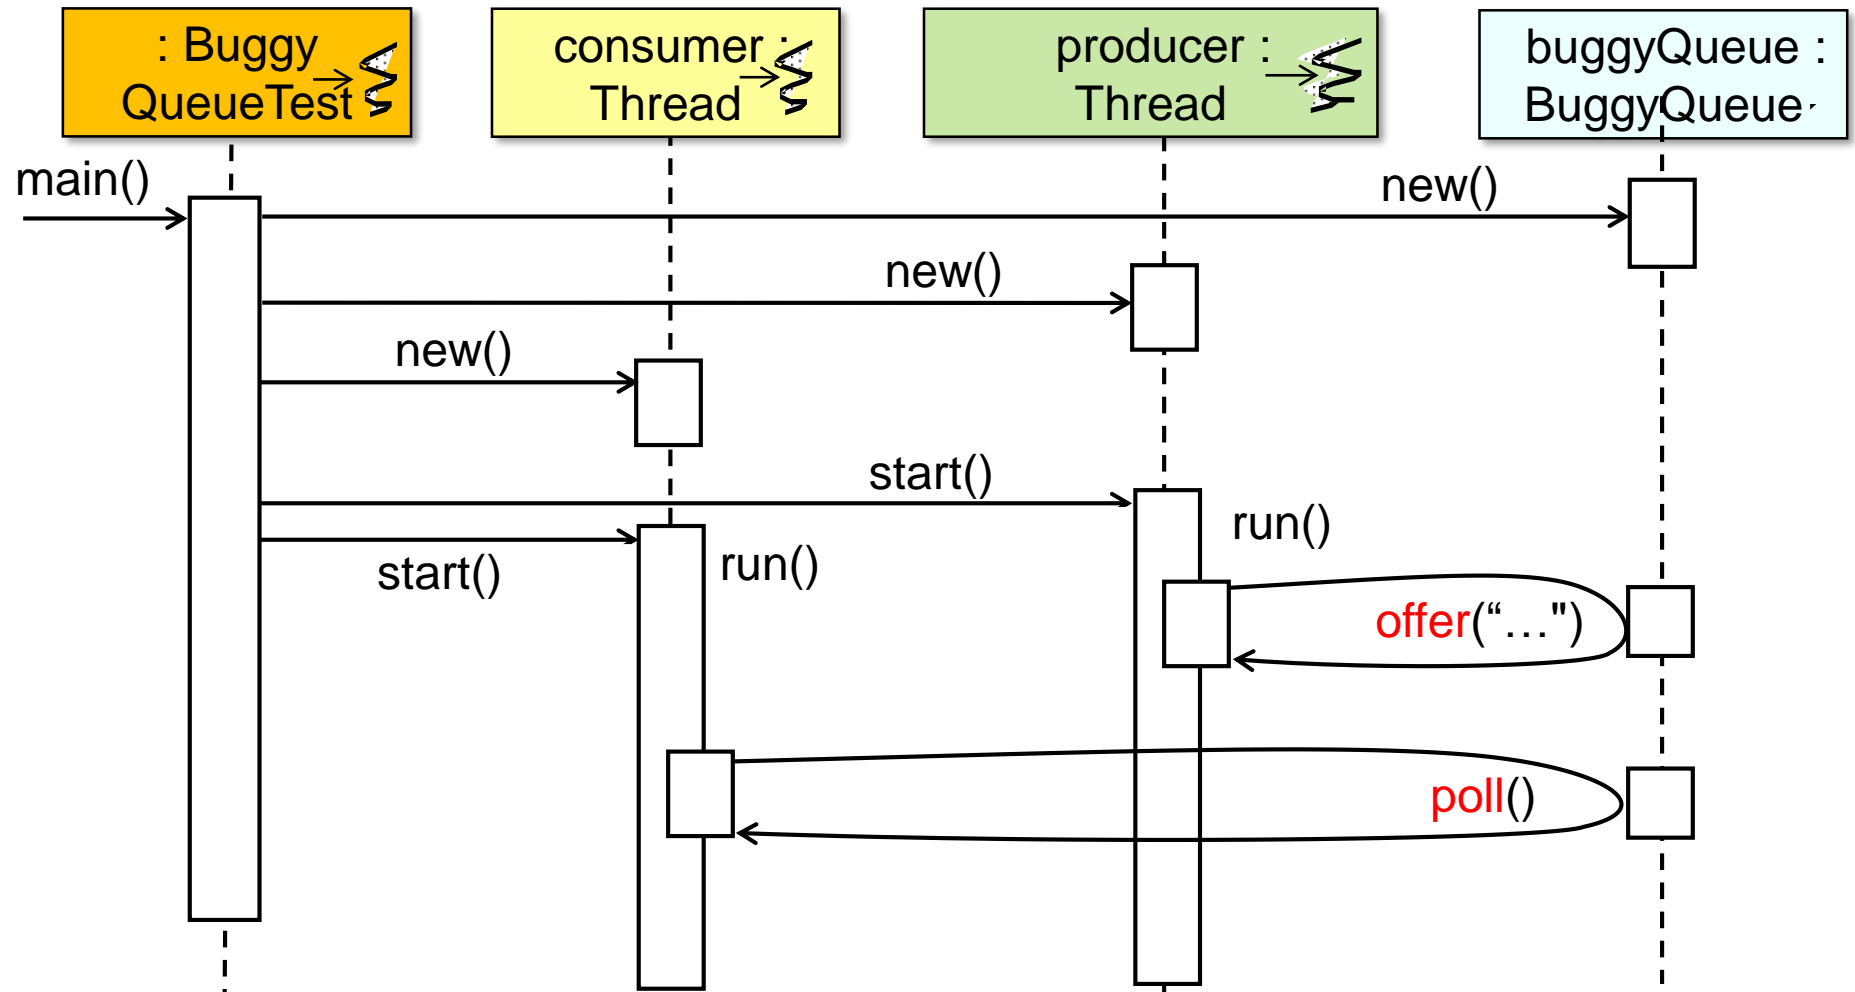 : Buggy
QueueTest
consumer :
Thread
producer :
Thread
buggyQueue :
BuggyQueue
main()
new()
new()
new()
start()
start()
run()
run()
offer(“…")
poll()